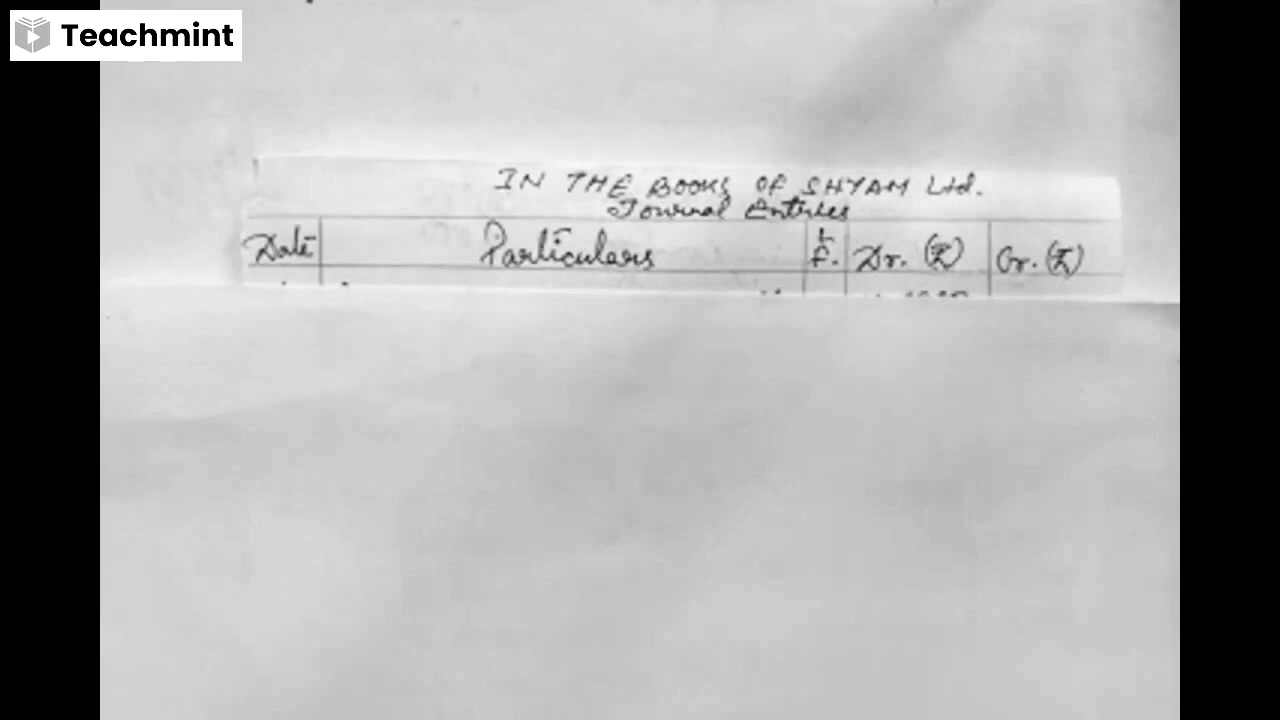 Teachmint
IN THE BOOKS OF SHYAM Ltd.
Journal Entries
Date Particulars L F. Dr. (₹) Cr. (₹)